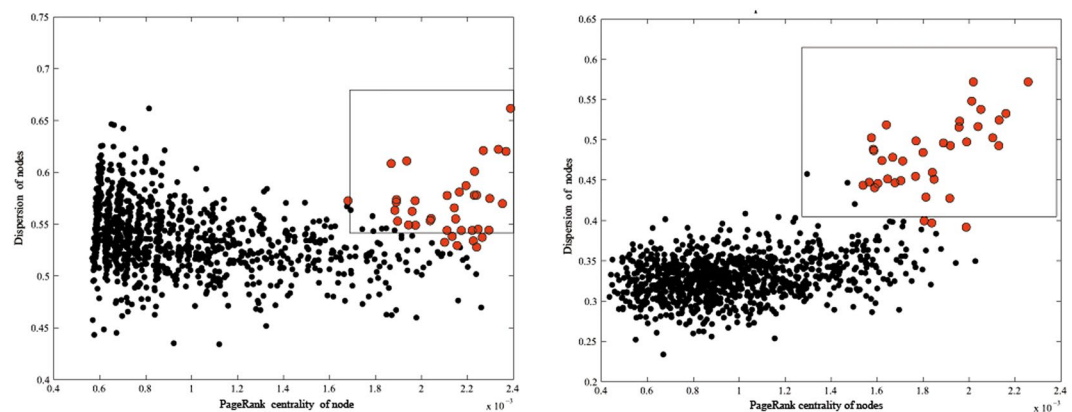 0.75
0.7
0.65
0.6
0.55
0.5
0.45
0.4
Dispersion of nodes
0.4 0.6 0.8 1 1.2 1.4 1.6 1.8 2 2.2 2.4
PageRank centrality of node
x 10⁻³
0.65
0.6
0.55
0.5
0.45
0.4
0.35
0.3
0.25
0.2
Dispersion of nodes
0.4 0.6 0.8 1 1.2 1.4 1.6 1.8 2 2.2 2.4
PageRank centrality of nodes
x 10⁻³